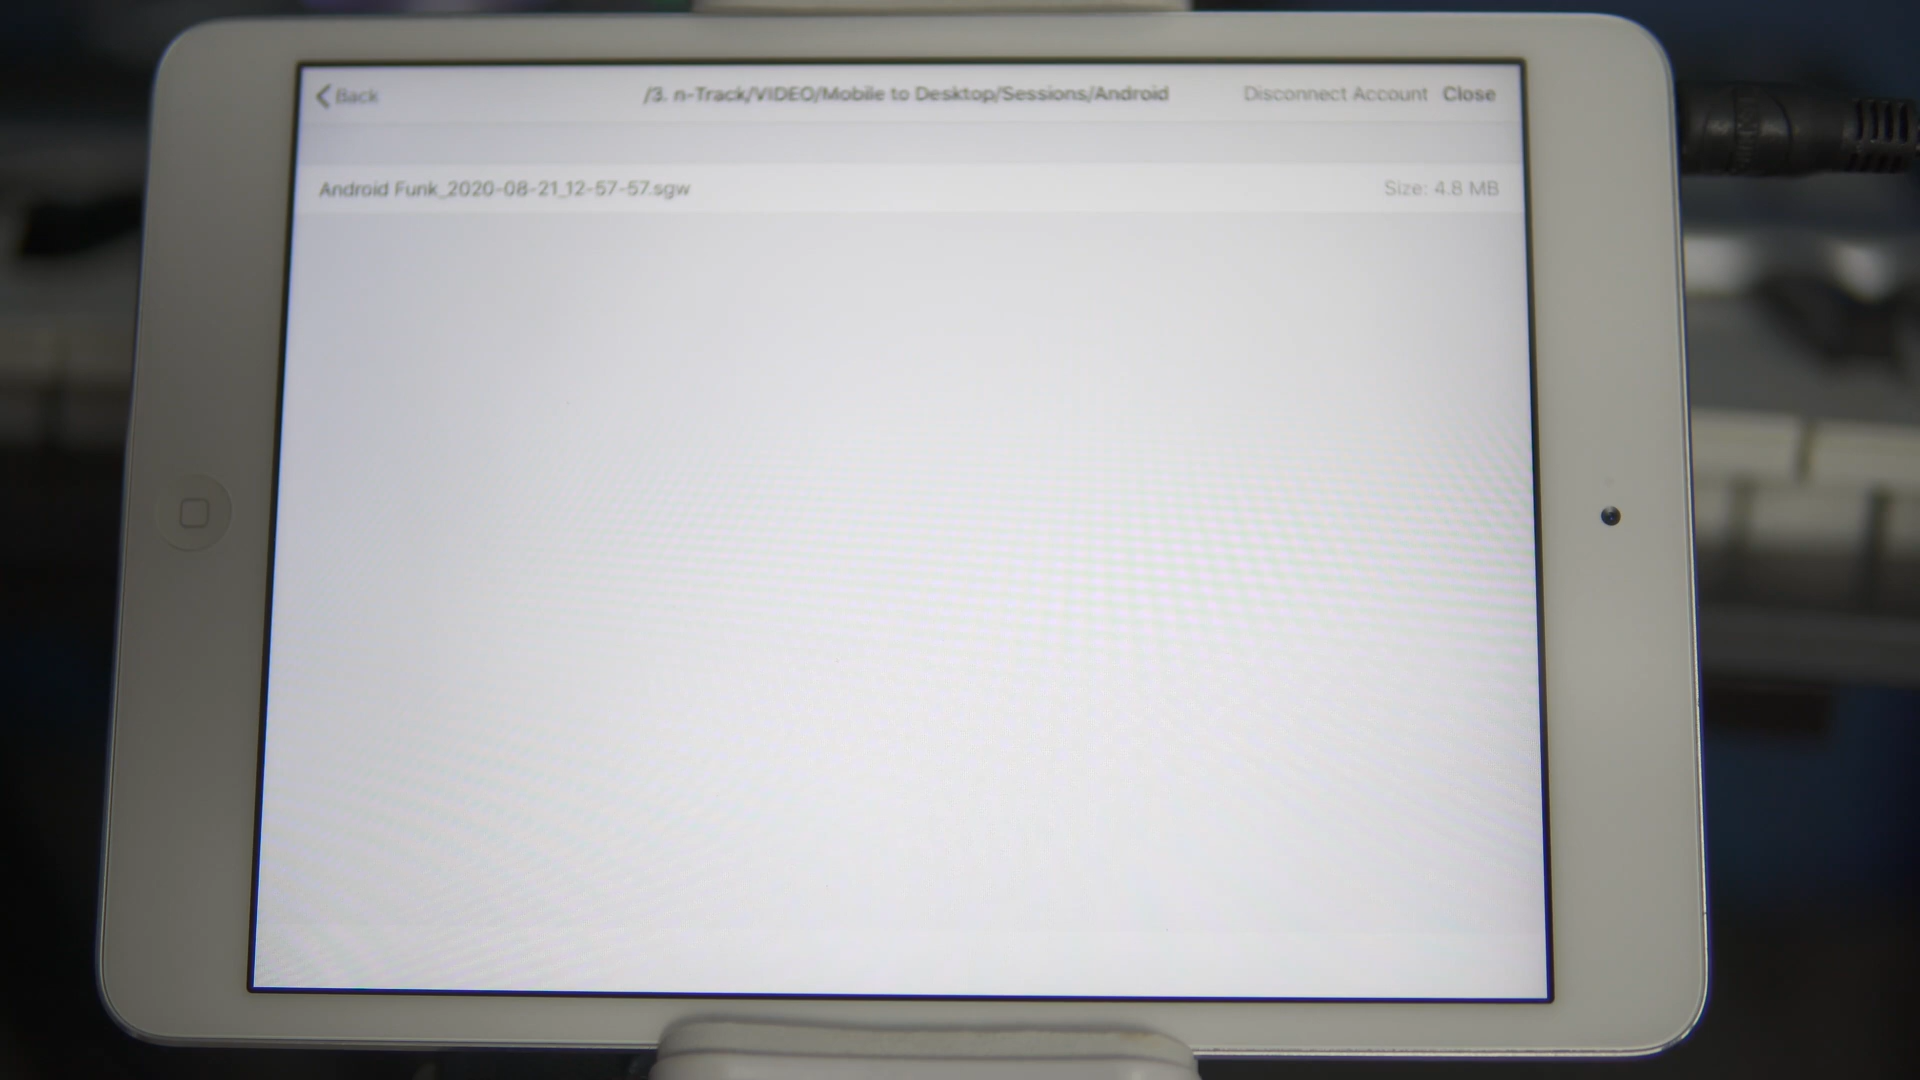 Back
/3. n-Track/VIDEO/Mobile to Desktop/Sessions/Android
Disconnect Account
Close
Android Funk_2020-08-21_12-57-57.sgw
Size: 4.8 MB